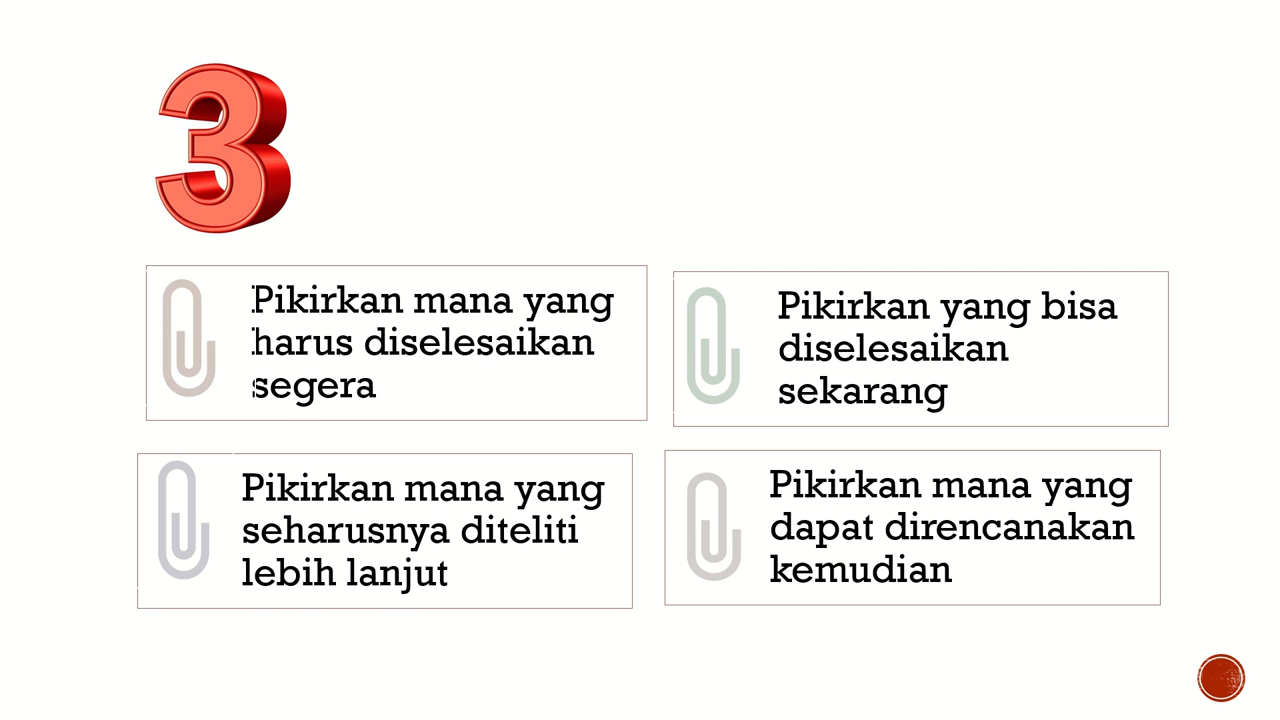 3
Pikirkan mana yang
harus diselesaikan
segera
Pikirkan yang bisa
diselesaikan
sekarang
Pikirkan mana yang
seharusnya diteliti
lebih lanjut
Pikirkan mana yang
dapat direncanakan
kemudian